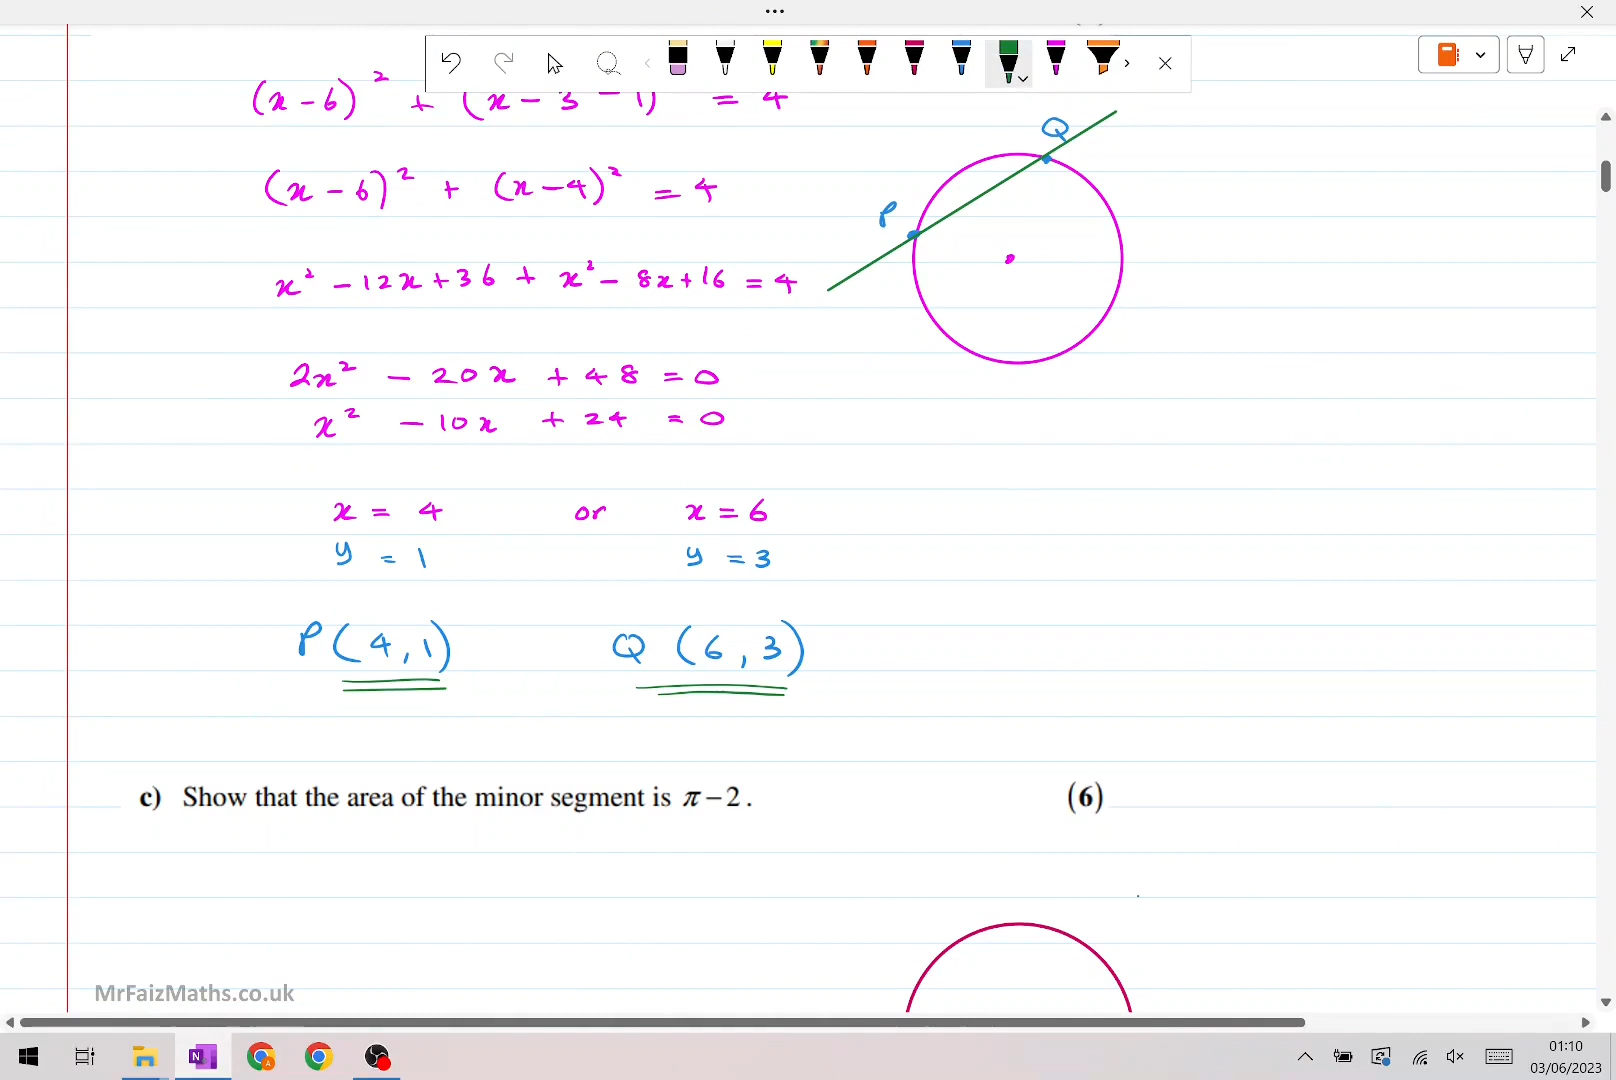 (x - 6)² + (x - 3 - 1) = 4
(x - 6)² + (x - 4)² = 4
x² - 12x + 36 + x² - 8x + 16 = 4
2x² - 20x + 48 = 0
x² - 10x + 24 = 0
x = 4 or x = 6
y = 1 y = 3
P(4, 1) Q (6, 3)
Q
P
c) Show that the area of the minor segment is π − 2. (6)
MrFaizMaths.co.uk
01:10
03/06/2023